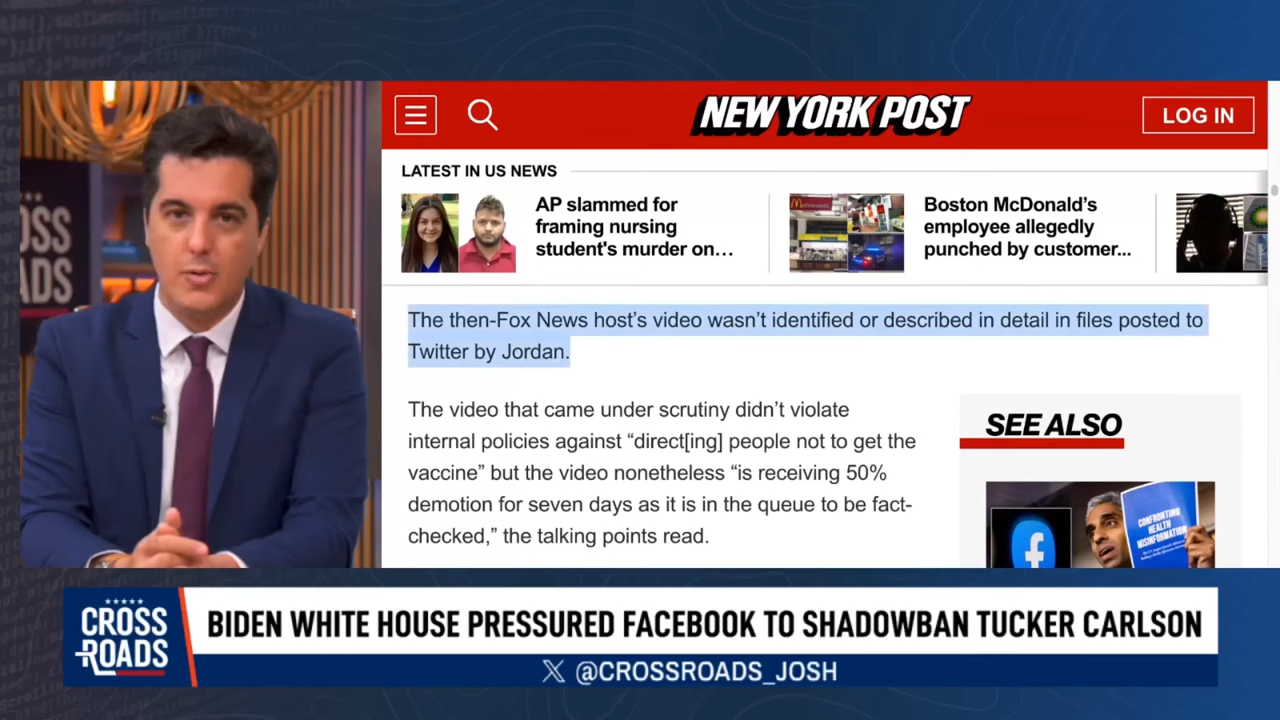 NEW YORK POST
LOG IN
LATEST IN US NEWS
AP slammed for
framing nursing
student's murder on…
Boston McDonald's
employee allegedly
punched by customer...
The then-Fox News host's video wasn't identified or described in detail in files posted to
Twitter by Jordan.
The video that came under scrutiny didn't violate
internal policies against “direct[ing] people not to get the
vaccine” but the video nonetheless “is receiving 50%
demotion for seven days as it is in the queue to be fact-
checked,” the talking points read.
SEE ALSO
CONFRONTING
HEALTH
MISINFORMATION
OSS
ADS
CROSS
ROADS
BIDEN WHITE HOUSE PRESSURED FACEBOOK TO SHADOWBAN TUCKER CARLSON
X @CROSSROADS_JOSH